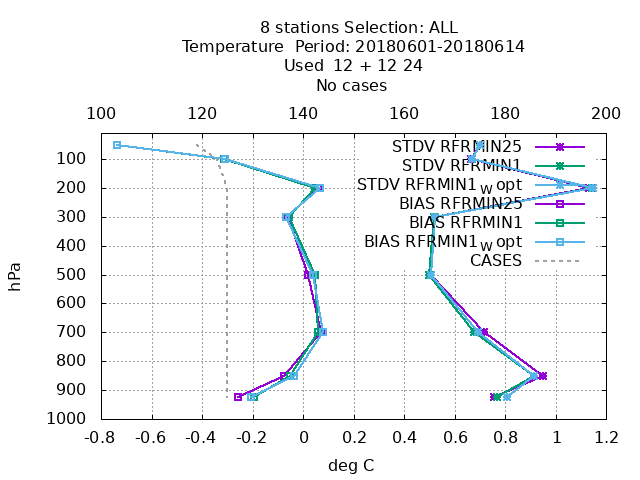 8 stations Selection: ALL
Temperature Period: 20180601-20180614
Used 12 + 12 24
No cases
100 120 140 160 180 200
STDV RFRMIN25
STDV RFRMIN1
STDV RFRMIN1_w opt
BIAS RFRMIN25
BIAS RFRMIN1
BIAS RFRMIN1_w opt
CASES
100
200
300
400
500
600
700
800
900
1000
hPa
-0.8 -0.6 -0.4 -0.2 0 0.2 0.4 0.6 0.8 1 1.2
deg C